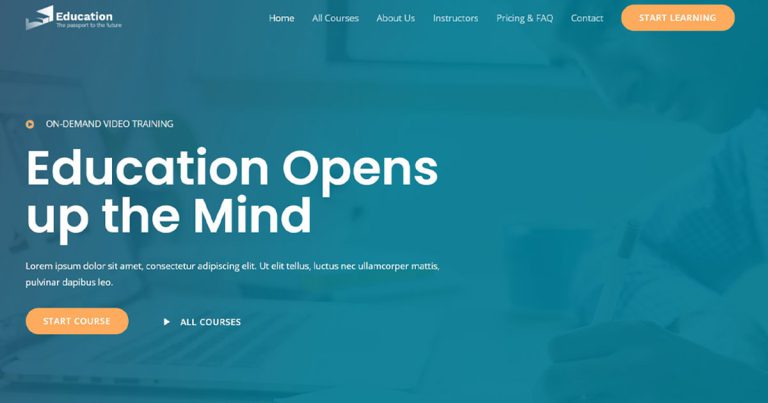 Education
The passport to the future
Home All Courses About Us Instructors Pricing & FAQ Contact START LEARNING
ON-DEMAND VIDEO TRAINING
Education Opens
up the Mind
Lorem ipsum dolor sit amet, consectetur adipiscing elit. Ut elit tellus, luctus nec ullamcorper mattis,
pulvinar dapibus leo.
START COURSE ALL COURSES